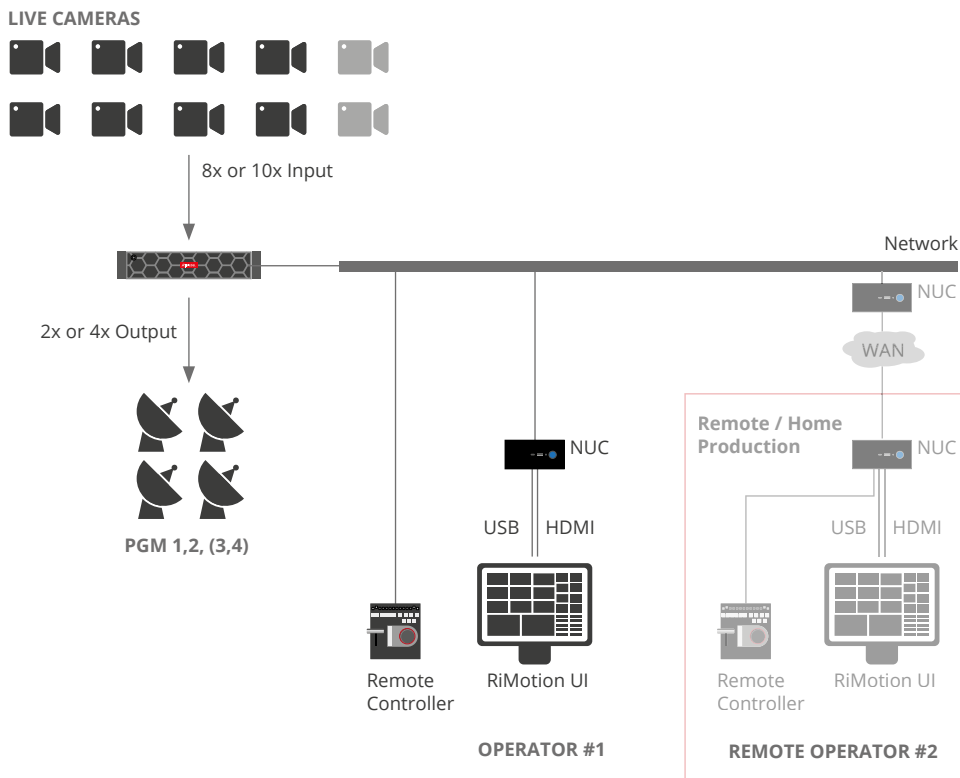 LIVE CAMERAS
8x or 10x Input
Network
NUC
2x or 4x Output
WAN
Remote / Home
Production
NUC
NUC
USB
HDMI
USB
HDMI
PGM 1,2, (3,4)
Remote
Controller
RiMotion UI
Remote
Controller
RiMotion UI
OPERATOR #1
REMOTE OPERATOR #2